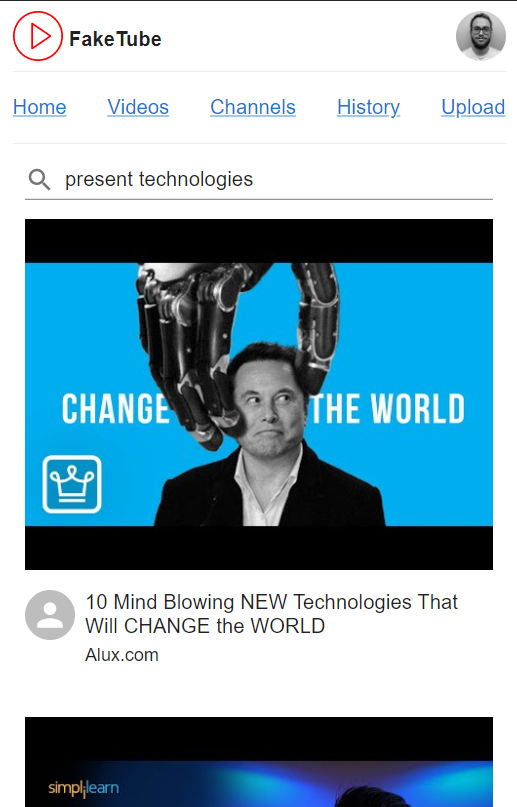 FakeTube
Home Videos Channels History Upload
present technologies
CHANGE THE WORLD
10 Mind Blowing NEW Technologies That
Will CHANGE the WORLD
Alux.com
simplilearn